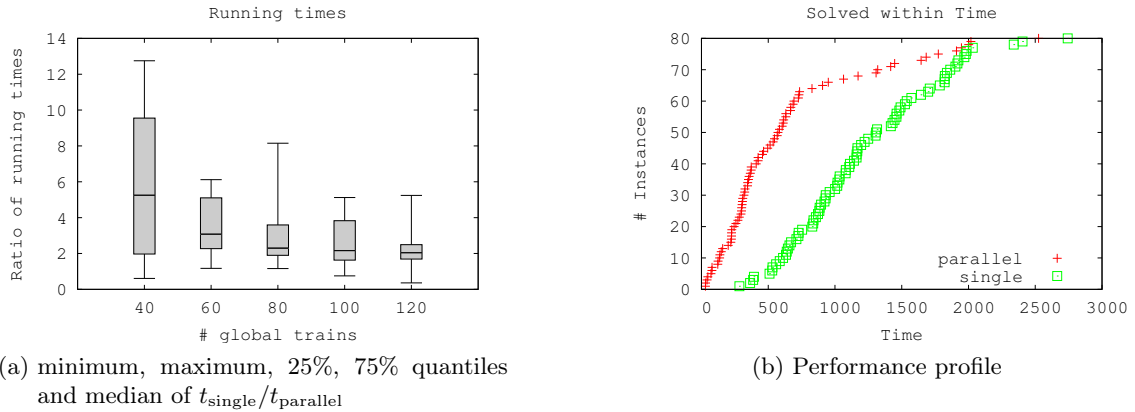 Running times
Ratio of running times
14
12
10
8
6
4
2
0
40 60 80 100 120
# global trains
(a) minimum, maximum, 25%, 75% quantiles
and median of t_single/t_parallel
Solved within Time
# Instances
80
70
60
50
40
30
20
10
0
parallel
single
0 500 1000 1500 2000 2500 3000
Time
(b) Performance profile